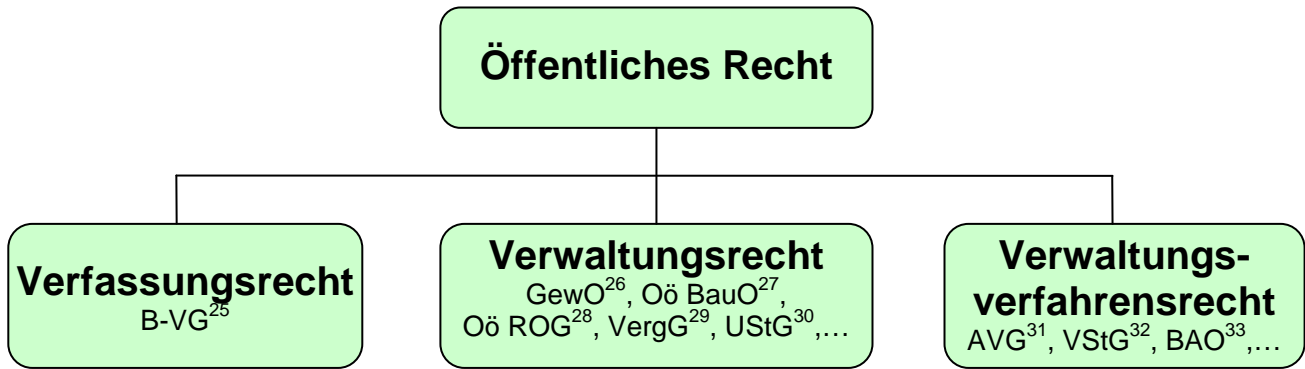 Öffentliches Recht
Verfassungsrecht
B-VG25
Verwaltungsrecht
GewO26, Oö BauO27,
Oö ROG28, VergG29, UStG30,…
Verwaltungs-
verfahrensrecht
AVG31, VStG32, BAO33,…